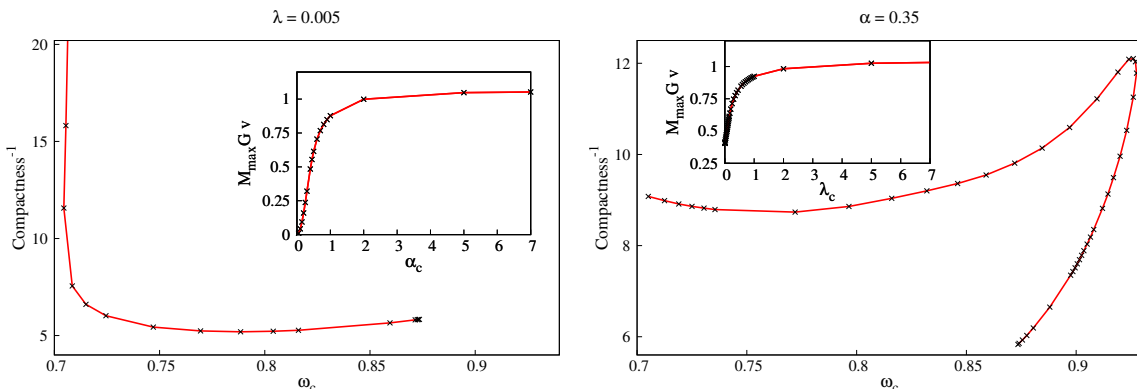 λ = 0.005
Compactness⁻¹
20
15
10
5
0.7
0.75
0.8
0.85
0.9
ω_c
M_max G v
1
0.75
0.5
0.25
0
0 1 2 3 4 5 6 7
α_c
α = 0.35
Compactness⁻¹
12
10
8
6
0.7
0.75
0.8
0.85
0.9
ω_c
M_max G v
1
0.75
0.5
0.25
0 1 2 3 4 5 6 7
λ_c